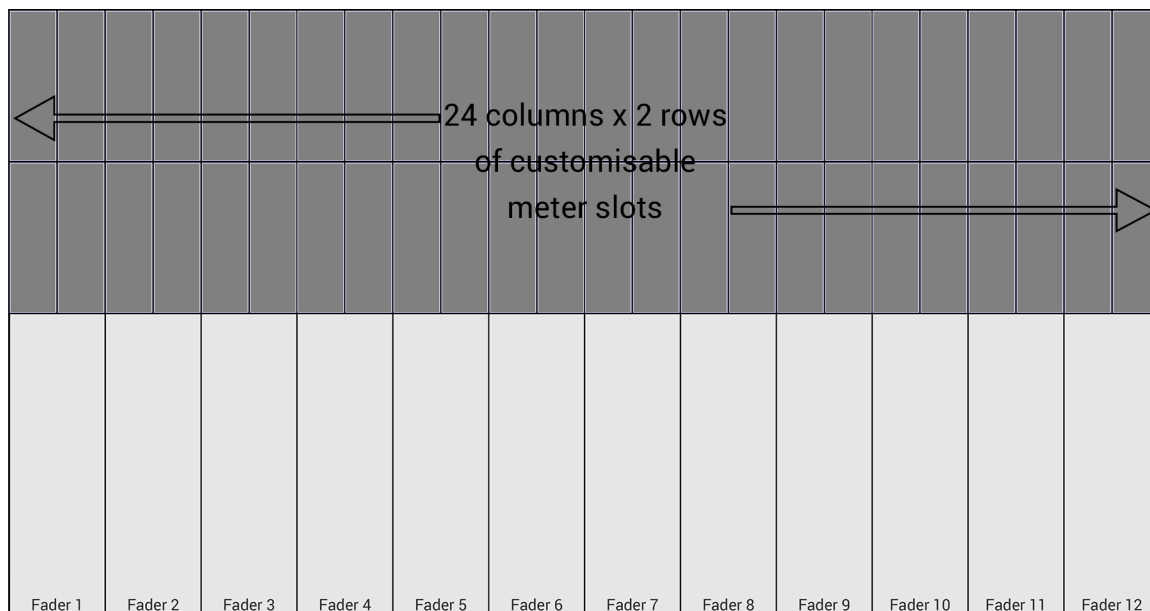 24 columns x 2 rows
of customisable
meter slots
Fader 1 Fader 2 Fader 3 Fader 4 Fader 5 Fader 6 Fader 7 Fader 8 Fader 9 Fader 10 Fader 11 Fader 12